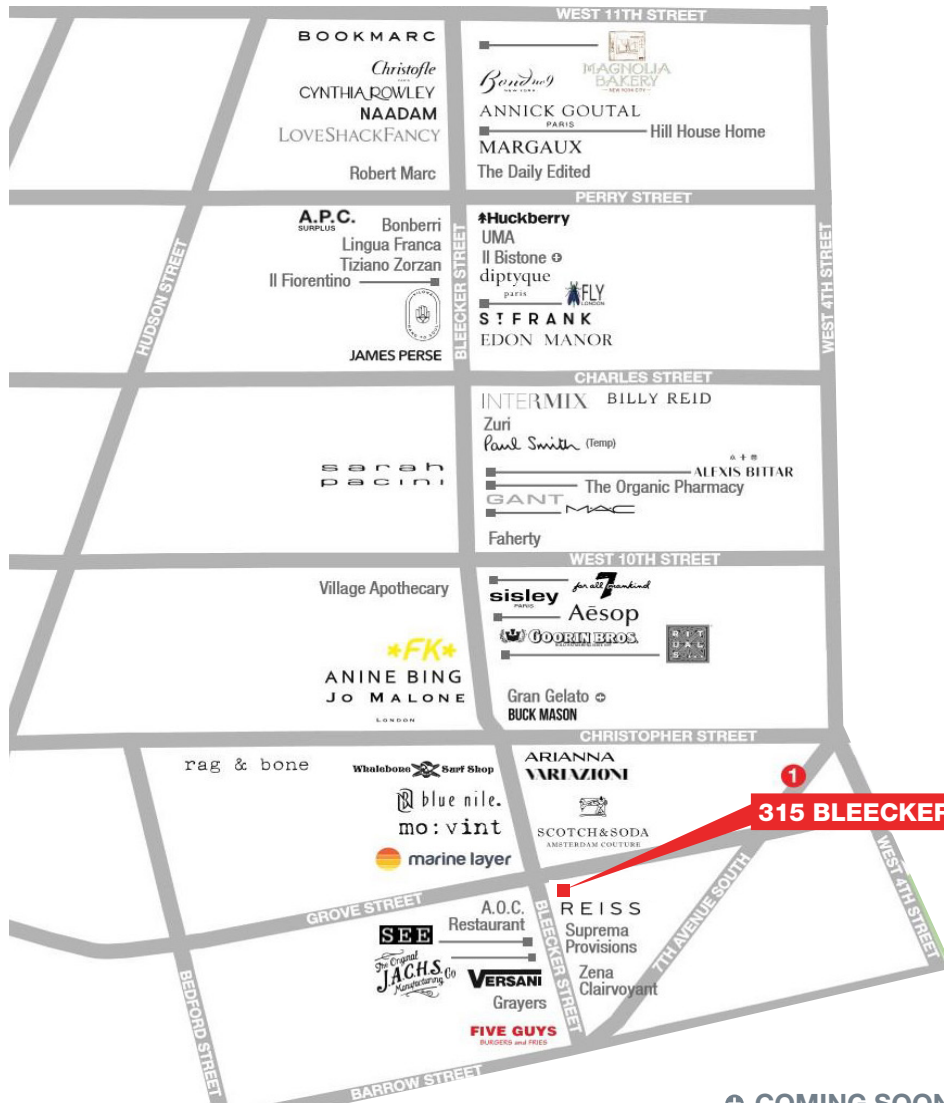 WEST 11TH STREET
BOOKMARC
MAGNOLIA
BAKERY
NEW YORK CITY
Christofle
PARIS
Bond no9
NEW YORK
CYNTHIA ROWLEY
NAADAM
LOVESHACKFANCY
ANNICK GOUTAL
PARIS
Hill House Home
MARGAUX
Robert Marc
The Daily Edited
PERRY STREET
A.P.C.
SURPLUS
Bonberri
Lingua Franca
Tiziano Zorzan
Il Fiorentino
JAMES PERSE
Huckberry
UMA
Il Bistone
diptyque
paris
FLY
LONDON
ST FRANK
EDON MANOR
HUDSON STREET
BLEECKER STREET
WEST 4TH STREET
CHARLES STREET
INTERMIX BILLY REID
Zuri
Paul Smith (Temp)
sarah
pacini
ALEXIS BITTAR
The Organic Pharmacy
GANT
MAC
Faherty
WEST 10TH STREET
Village Apothecary
for all 7 mankind
sisley
PARIS
Aēsop
GOORIN BROS.
RITUALS
*FK*
ANINE BING
JO MALONE
LONDON
Gran Gelato
BUCK MASON
CHRISTOPHER STREET
rag & bone
Whalebone Surf Shop
blue nile.
mo:vint
marine layer
ARIANNA
VARIAZIONI
SCOTCH & SODA
AMSTERDAM COUTURE
1
315 BLEECKER
GROVE STREET
7TH AVENUE SOUTH
WEST 4TH STREET
A.O.C.
Restaurant
SEE
The Original
J.A.C.H.S.
Manufacturing Co
VERSANI
Grayers
FIVE GUYS
BURGERS and FRIES
BLEECKER STREET
REISS
Suprema
Provisions
Zena
Clairvoyant
BEDFORD STREET
BARROW STREET
COMING SOON